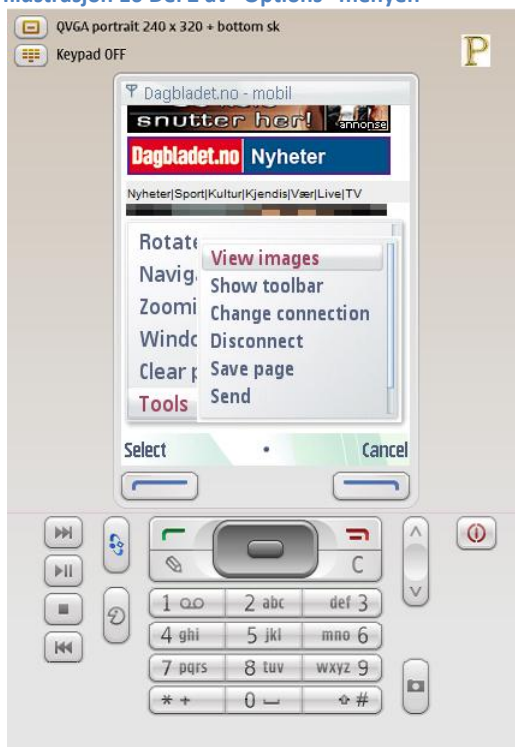 Illustrasjon 10 Del 2 av "Options" menyen
QVGA portrait 240 x 320 + bottom sk
Keypad OFF
P
Dagbladet.no - mobil
snutter her!
annonse
Dagbladet.no Nyheter
Nyheter|Sport|Kultur|Kjendis|Vær|Live|TV
Rotate
Navig
Zoomi
Windo
Clear p
Tools
View images
Show toolbar
Change connection
Disconnect
Save page
Send
Select
Cancel
C
1
2 abc
def 3
4 ghi
5 jkl
mno 6
7 pqrs
8 tuv
wxyz 9
* +
0
#